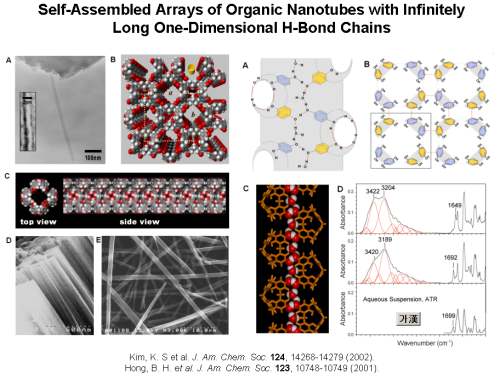 Self-Assembled Arrays of Organic Nanotubes with Infinitely
Long One-Dimensional H-Bond Chains
A
100nm
B
a
b
C
top view
side view
D
E
A
B
C
D
3422
3204
1649
Absorbance
3420
3189
1692
Absorbance
Aqueous Suspension, ATR
가漢
1699
Absorbance
Wavenumber (cm⁻¹)
Kim, K. S et al. J. Am. Chem. Soc. 124, 14268-14279 (2002).
Hong, B. H. et al. J. Am. Chem. Soc. 123, 10748-10749 (2001).